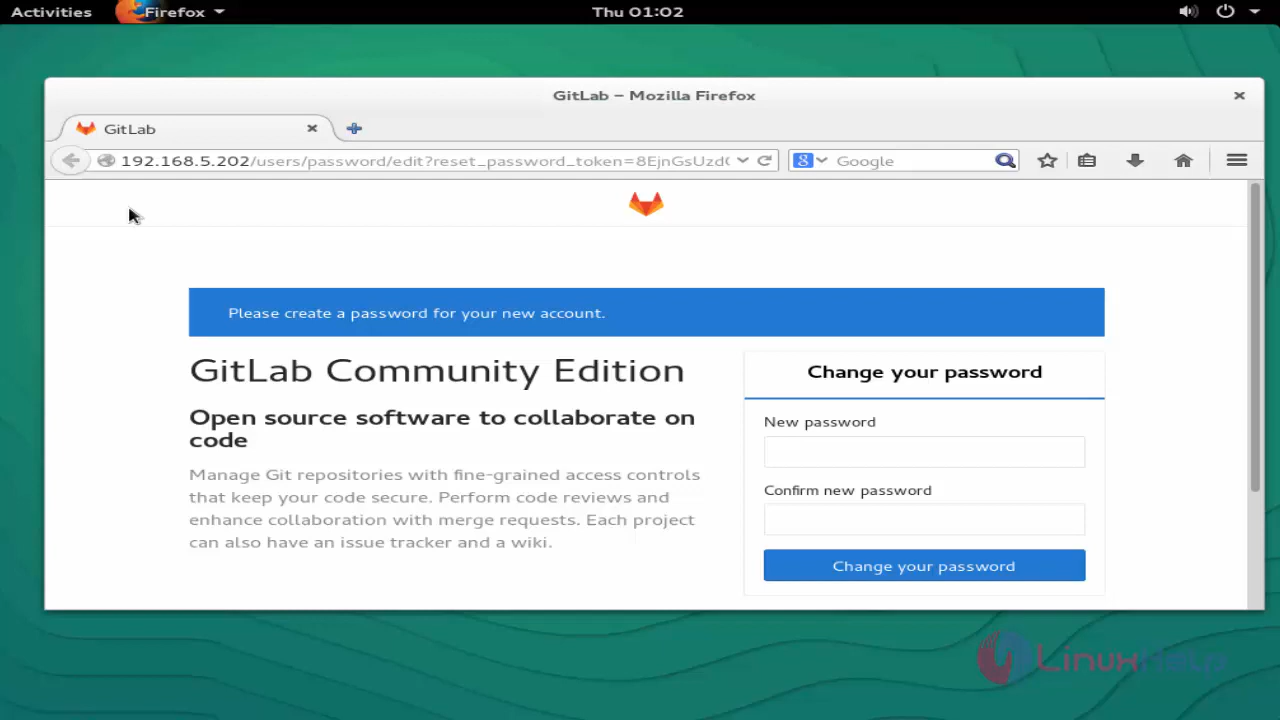 Activities
Firefox
Thu 01:02
GitLab - Mozilla Firefox
GitLab
192.168.5.202/users/password/edit?reset_password_token=8EjnGsUzd
Google
Please create a password for your new account.
GitLab Community Edition
Open source software to collaborate on
code
Manage Git repositories with fine-grained access controls
that keep your code secure. Perform code reviews and
enhance collaboration with merge requests. Each project
can also have an issue tracker and a wiki.
Change your password
New password
Confirm new password
Change your password
LinuxHelp